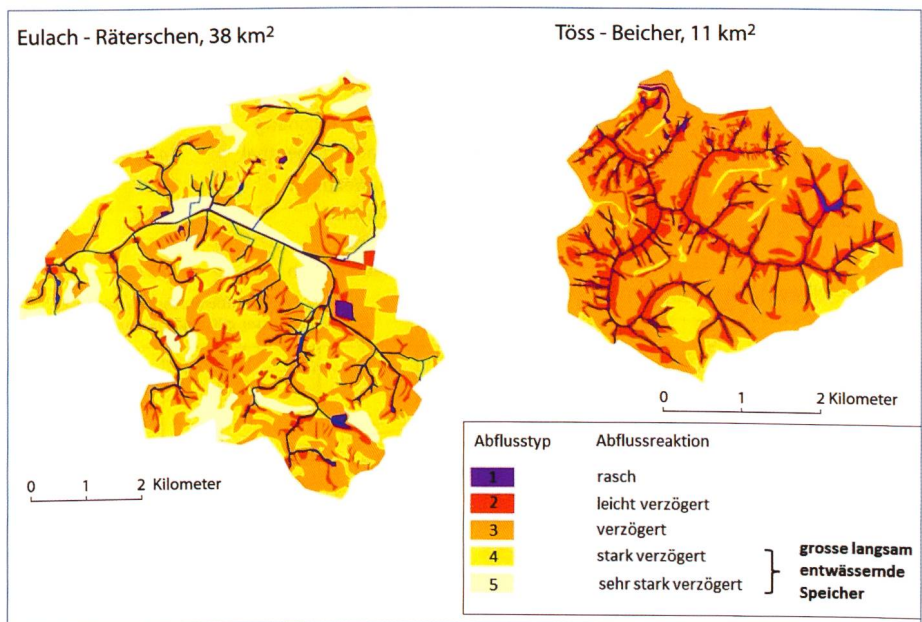 Eulach - Räterschen, 38 km²
Töss - Beicher, 11 km²
0 1 2 Kilometer
0 1 2 Kilometer
Abflusstyp Abflussreaktion
1 rasch
2 leicht verzögert
3 verzögert
4 stark verzögert
5 sehr stark verzögert
grosse langsam
entwässernde
Speicher